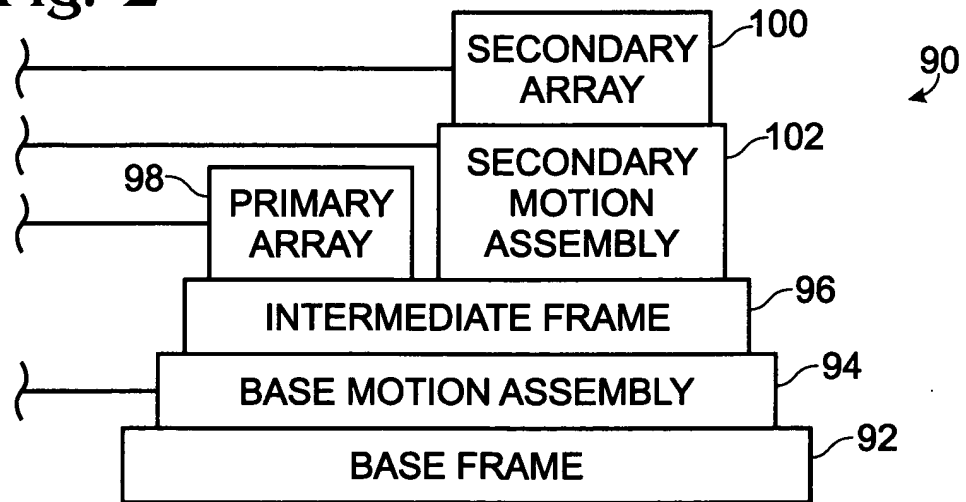 Fig. 2
100
SECONDARY
ARRAY
90
102
SECONDARY
MOTION
ASSEMBLY
98
PRIMARY
ARRAY
96
INTERMEDIATE FRAME
94
BASE MOTION ASSEMBLY
92
BASE FRAME